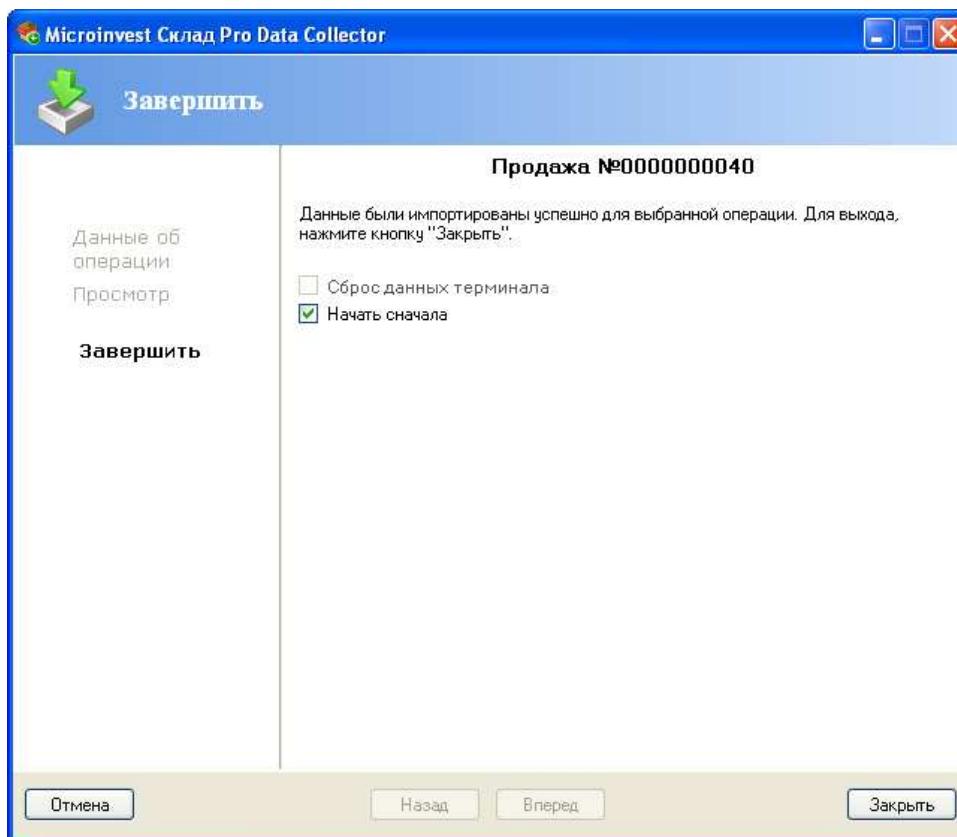 Microinvest Склад Pro Data Collector
Завершить
Данные об
операции
Просмотр
Завершить
Продажа №0000000040
Данные были импортированы успешно для выбранной операции. Для выхода,
нажмите кнопку "Закрыть".
Сброс данных терминала
Начать сначала
Отмена
Назад
Вперед
Закрыть